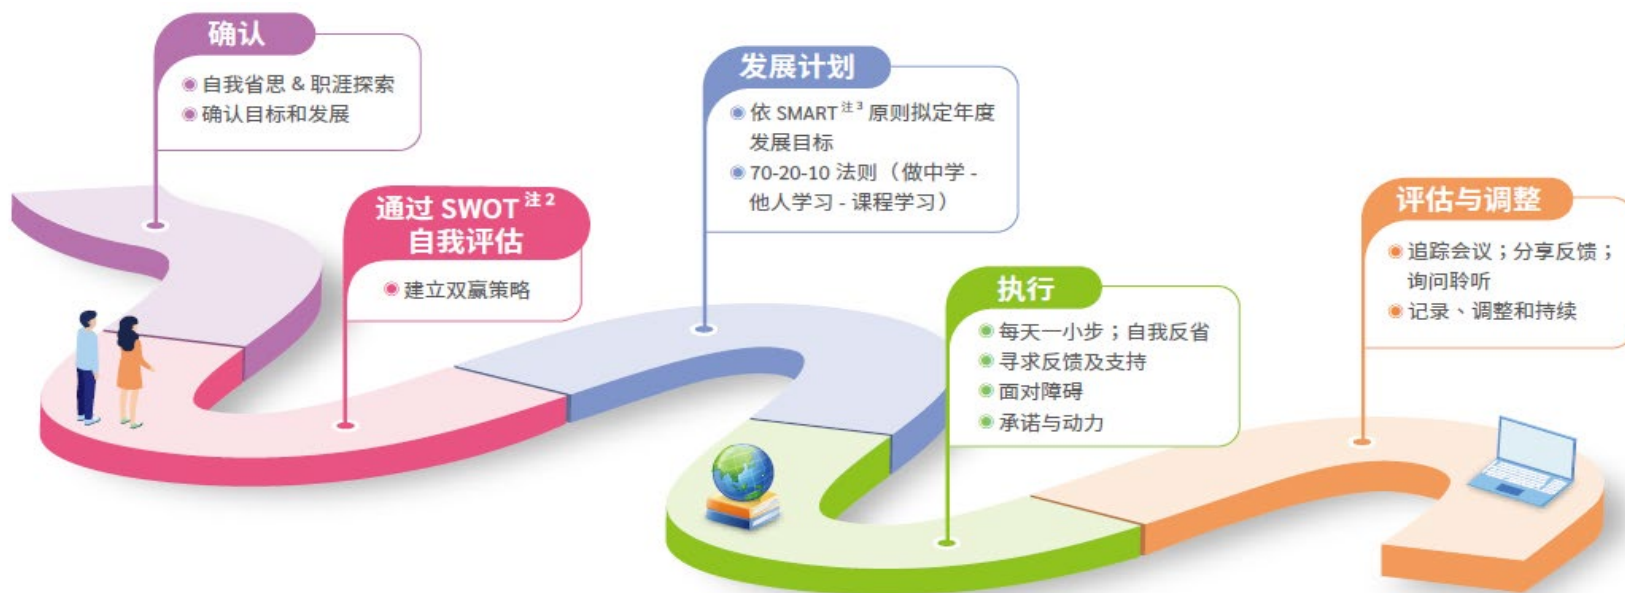 确认
◉ 自我省思 & 职涯探索
◉ 确认目标和发展
通过 SWOT 注 2
自我评估
◉ 建立双赢策略
发展计划
◉ 依 SMART 注 3 原则拟定年度
发展目标
◉ 70-20-10 法则（做中学 -
他人学习 - 课程学习）
执行
◉ 每天一小步；自我反省
◉ 寻求反馈及支持
◉ 面对障碍
◉ 承诺与动力
评估与调整
◉ 追踪会议；分享反馈；
询问聆听
◉ 记录、调整和持续